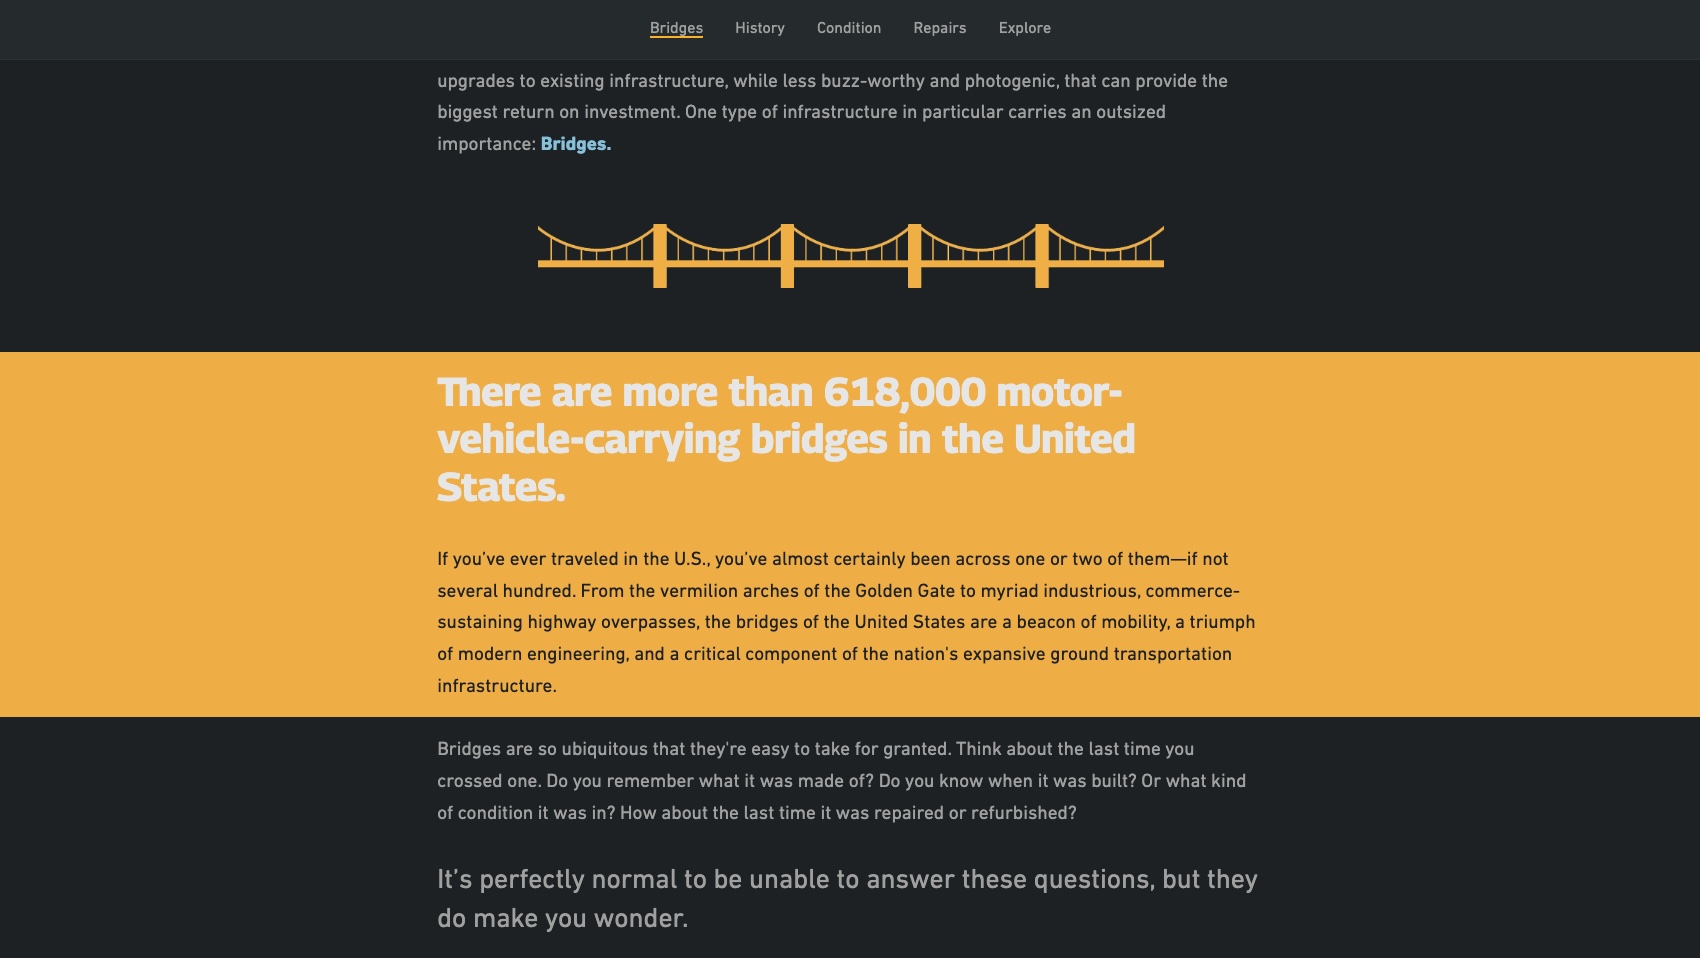 Bridges History Condition Repairs Explore
upgrades to existing infrastructure, while less buzz-worthy and photogenic, that can provide the
biggest return on investment. One type of infrastructure in particular carries an outsized
importance: Bridges.
There are more than 618,000 motor-
vehicle-carrying bridges in the United
States.
If you’ve ever traveled in the U.S., you’ve almost certainly been across one or two of them—if not
several hundred. From the vermilion arches of the Golden Gate to myriad industrious, commerce-
sustaining highway overpasses, the bridges of the United States are a beacon of mobility, a triumph
of modern engineering, and a critical component of the nation's expansive ground transportation
infrastructure.
Bridges are so ubiquitous that they're easy to take for granted. Think about the last time you
crossed one. Do you remember what it was made of? Do you know when it was built? Or what kind
of condition it was in? How about the last time it was repaired or refurbished?
It’s perfectly normal to be unable to answer these questions, but they
do make you wonder.